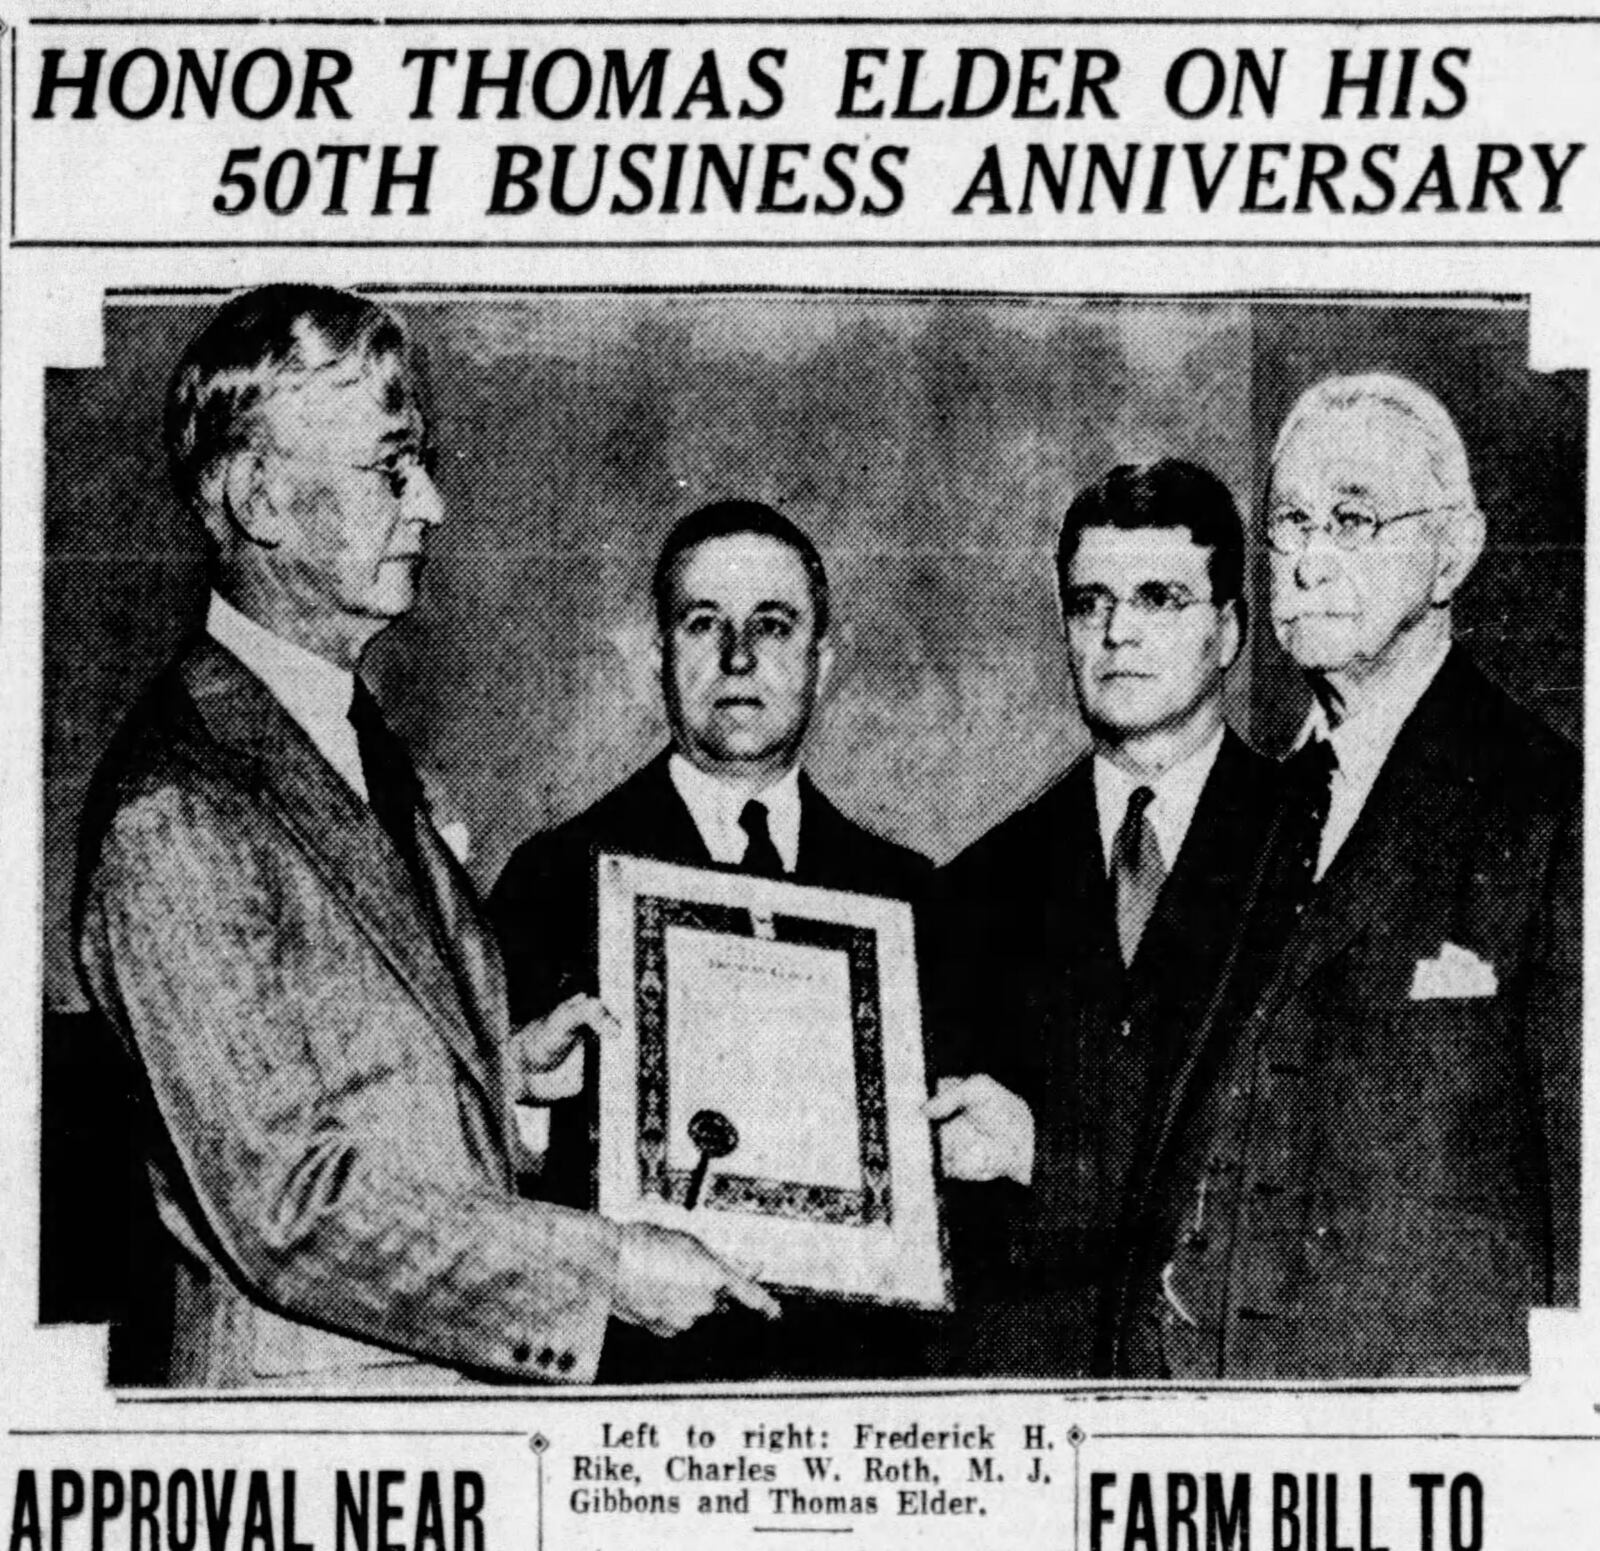 HONOR THOMAS ELDER ON HIS
50TH BUSINESS ANNIVERSARY
Left to right: Frederick H.
Rike, Charles W. Roth, M. J.
Gibbons and Thomas Elder.
APPROVAL NEAR
FARM BILL TO